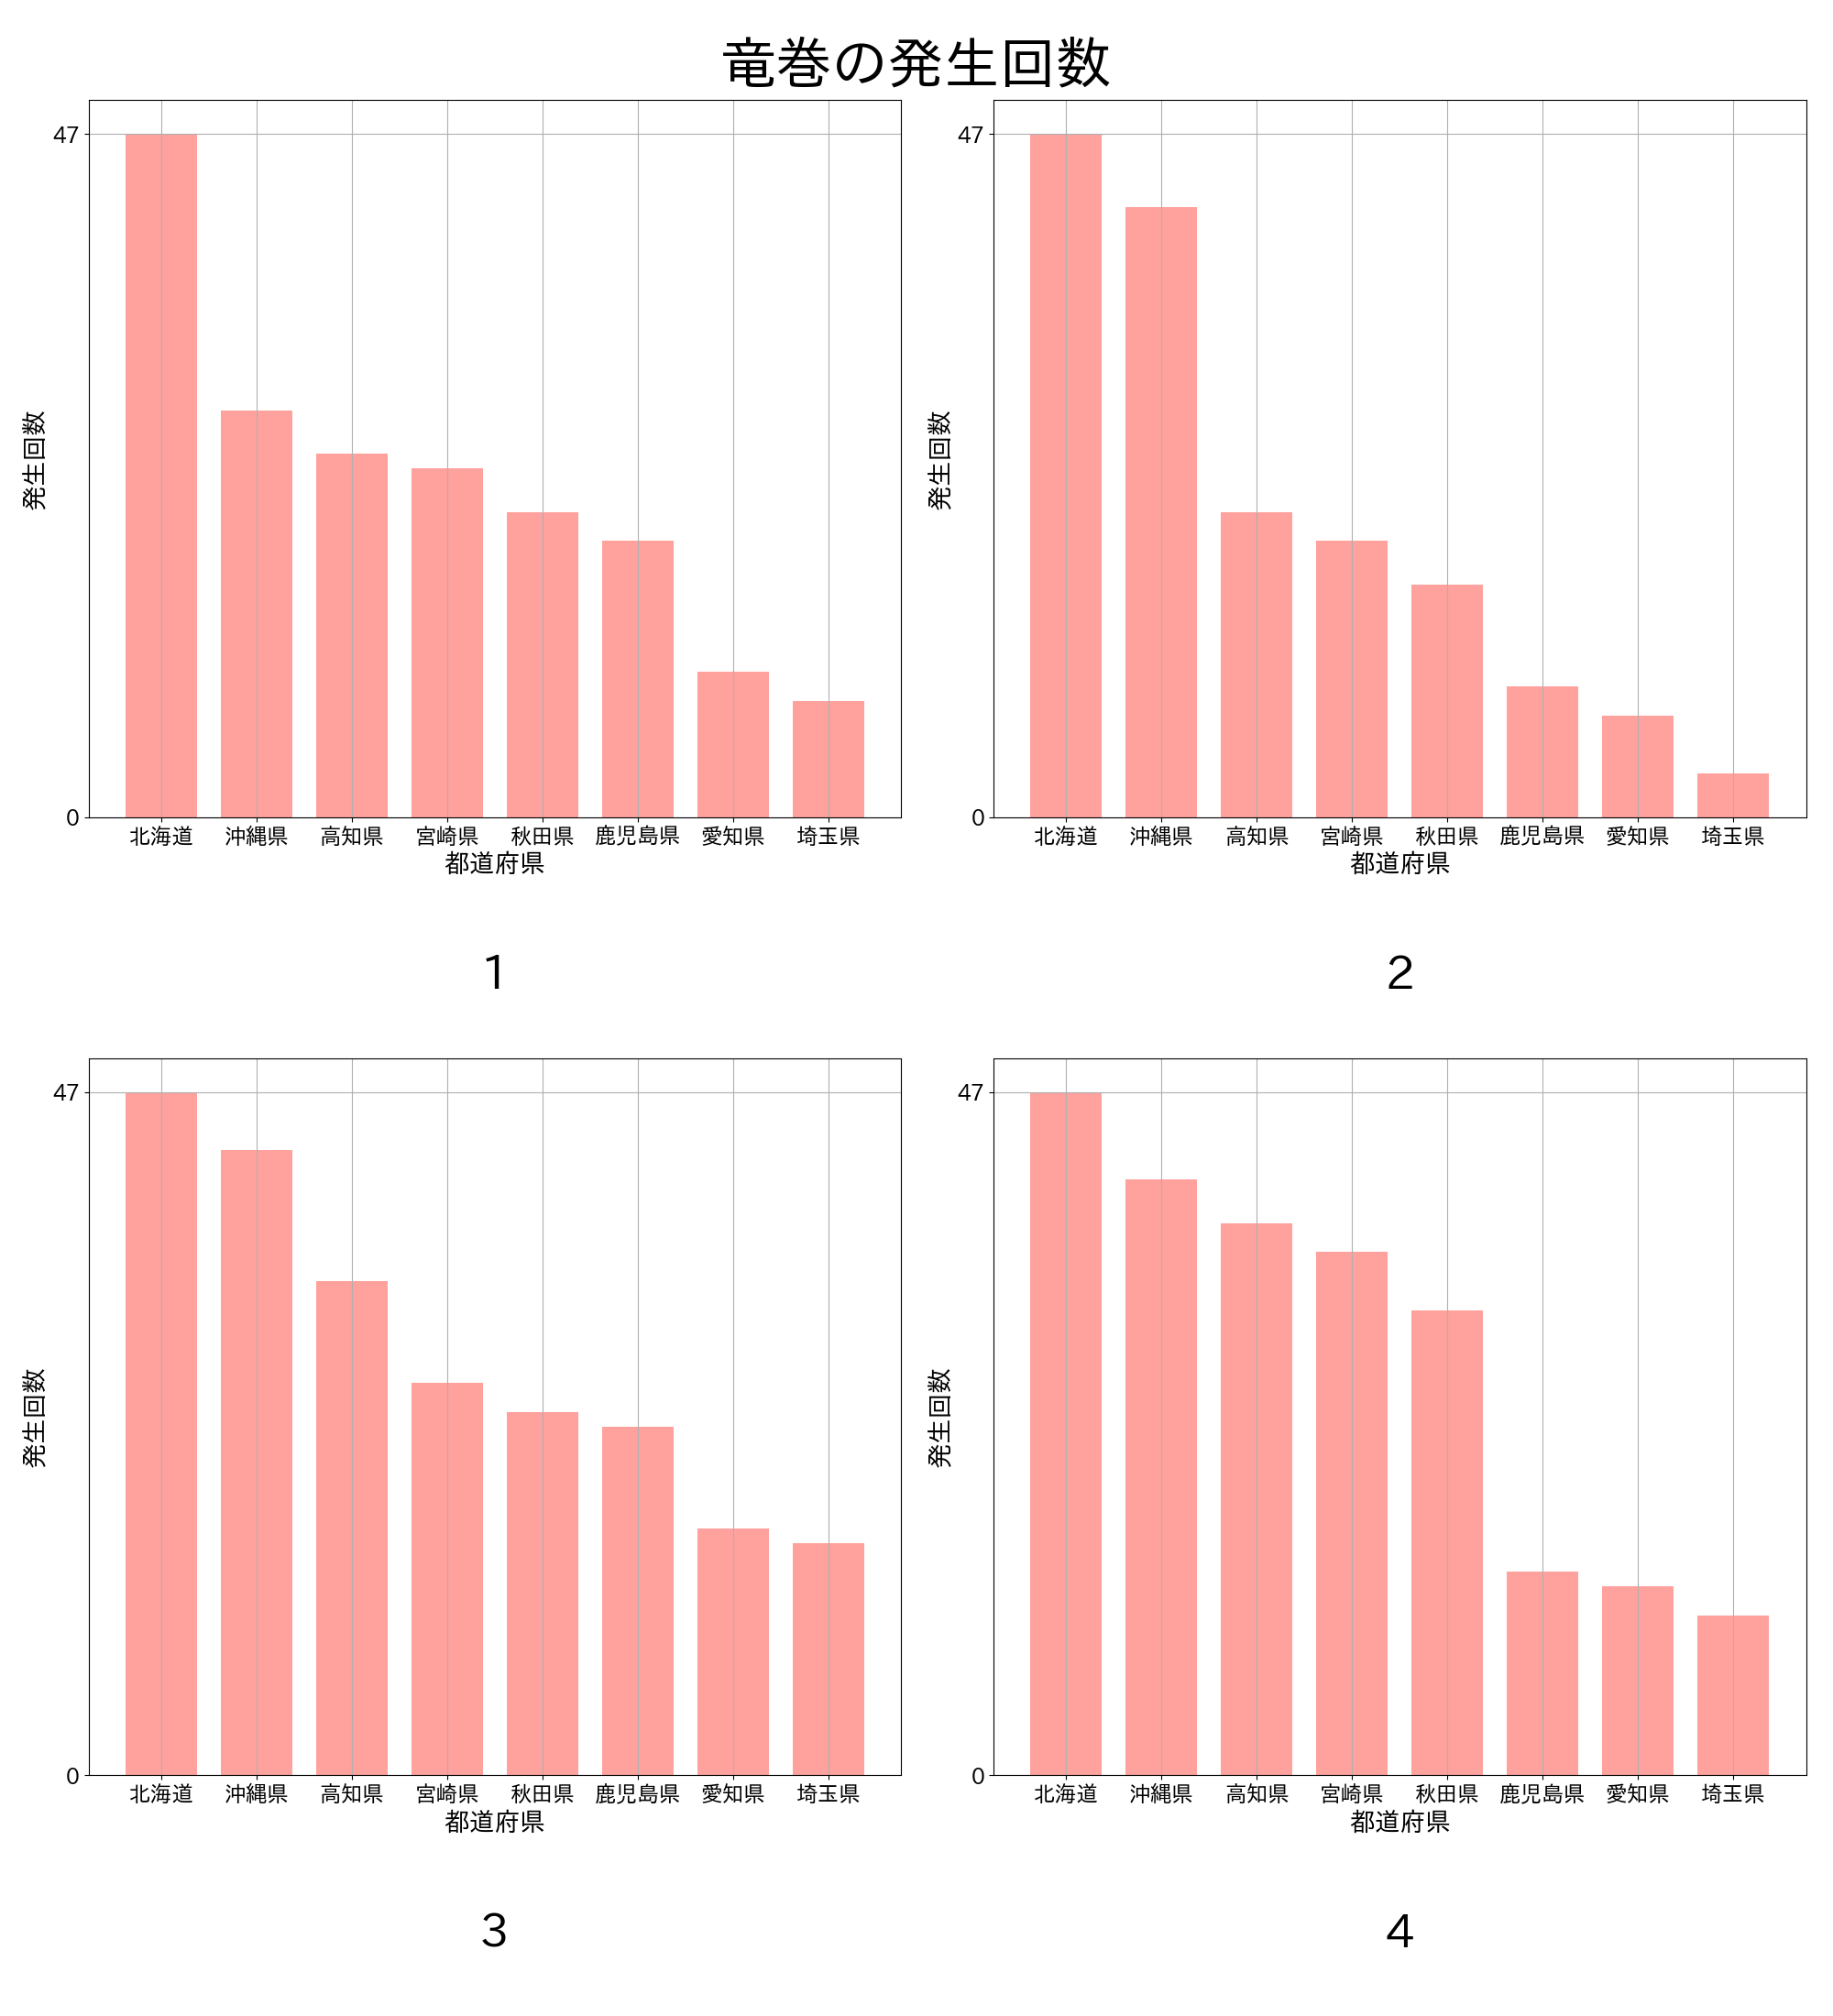 竜巻の発生回数
47
0
発生回数
北海道 沖縄県 高知県 宮崎県 秋田県 鹿児島県 愛知県 埼玉県
都道府県
1
47
0
発生回数
北海道 沖縄県 高知県 宮崎県 秋田県 鹿児島県 愛知県 埼玉県
都道府県
2
47
0
発生回数
北海道 沖縄県 高知県 宮崎県 秋田県 鹿児島県 愛知県 埼玉県
都道府県
3
47
0
発生回数
北海道 沖縄県 高知県 宮崎県 秋田県 鹿児島県 愛知県 埼玉県
都道府県
4